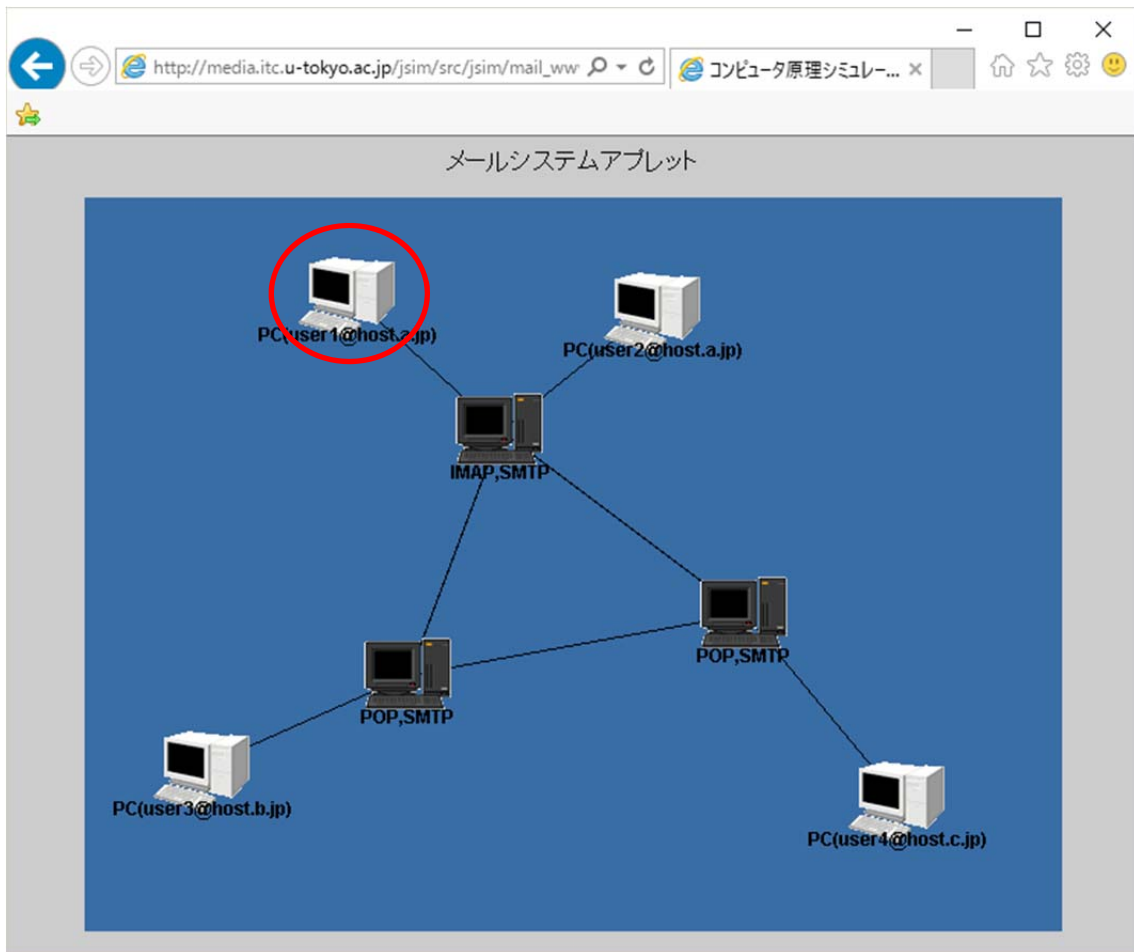 http://media.itc.u-tokyo.ac.jp/jsim/src/jsim/mail_ww
コンピュータ原理シミュレー...
メールシステムアプレット
PC(user1@host.a.jp)
PC(user2@host.a.jp)
IMAP,SMTP
POP,SMTP
POP,SMTP
PC(user3@host.b.jp)
PC(user4@host.c.jp)